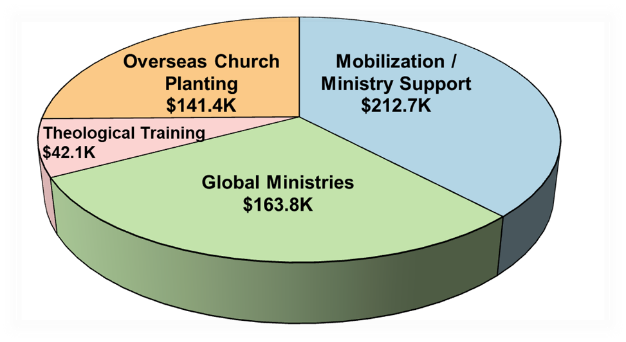 Overseas Church
Planting
$141.4K
Mobilization /
Ministry Support
$212.7K
Theological Training
$42.1K
Global Ministries
$163.8K